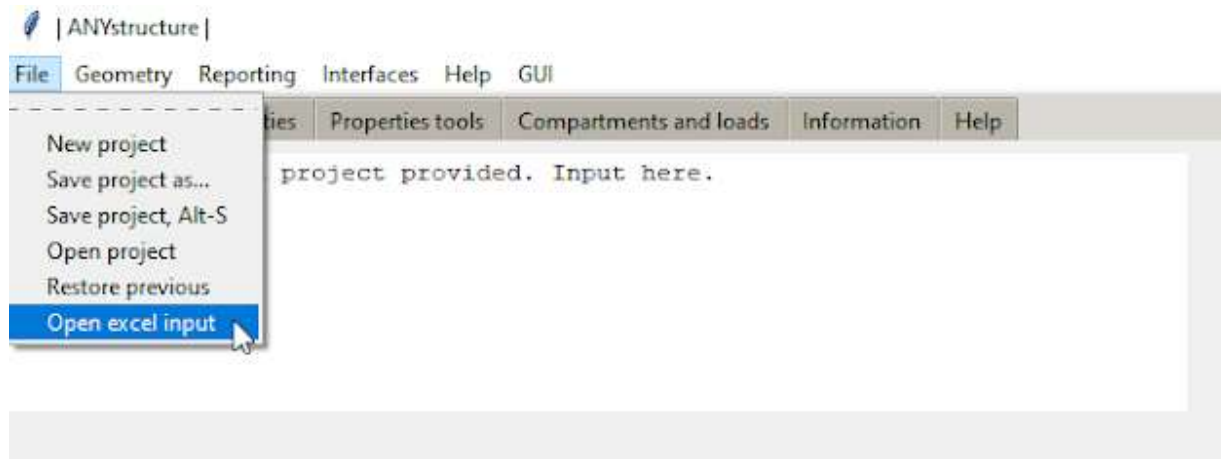 | ANYstructure |
File Geometry Reporting Interfaces Help GUI
ties Properties tools Compartments and loads Information Help
project provided. Input here.
New project
Save project as...
Save project, Alt-S
Open project
Restore previous
Open excel input